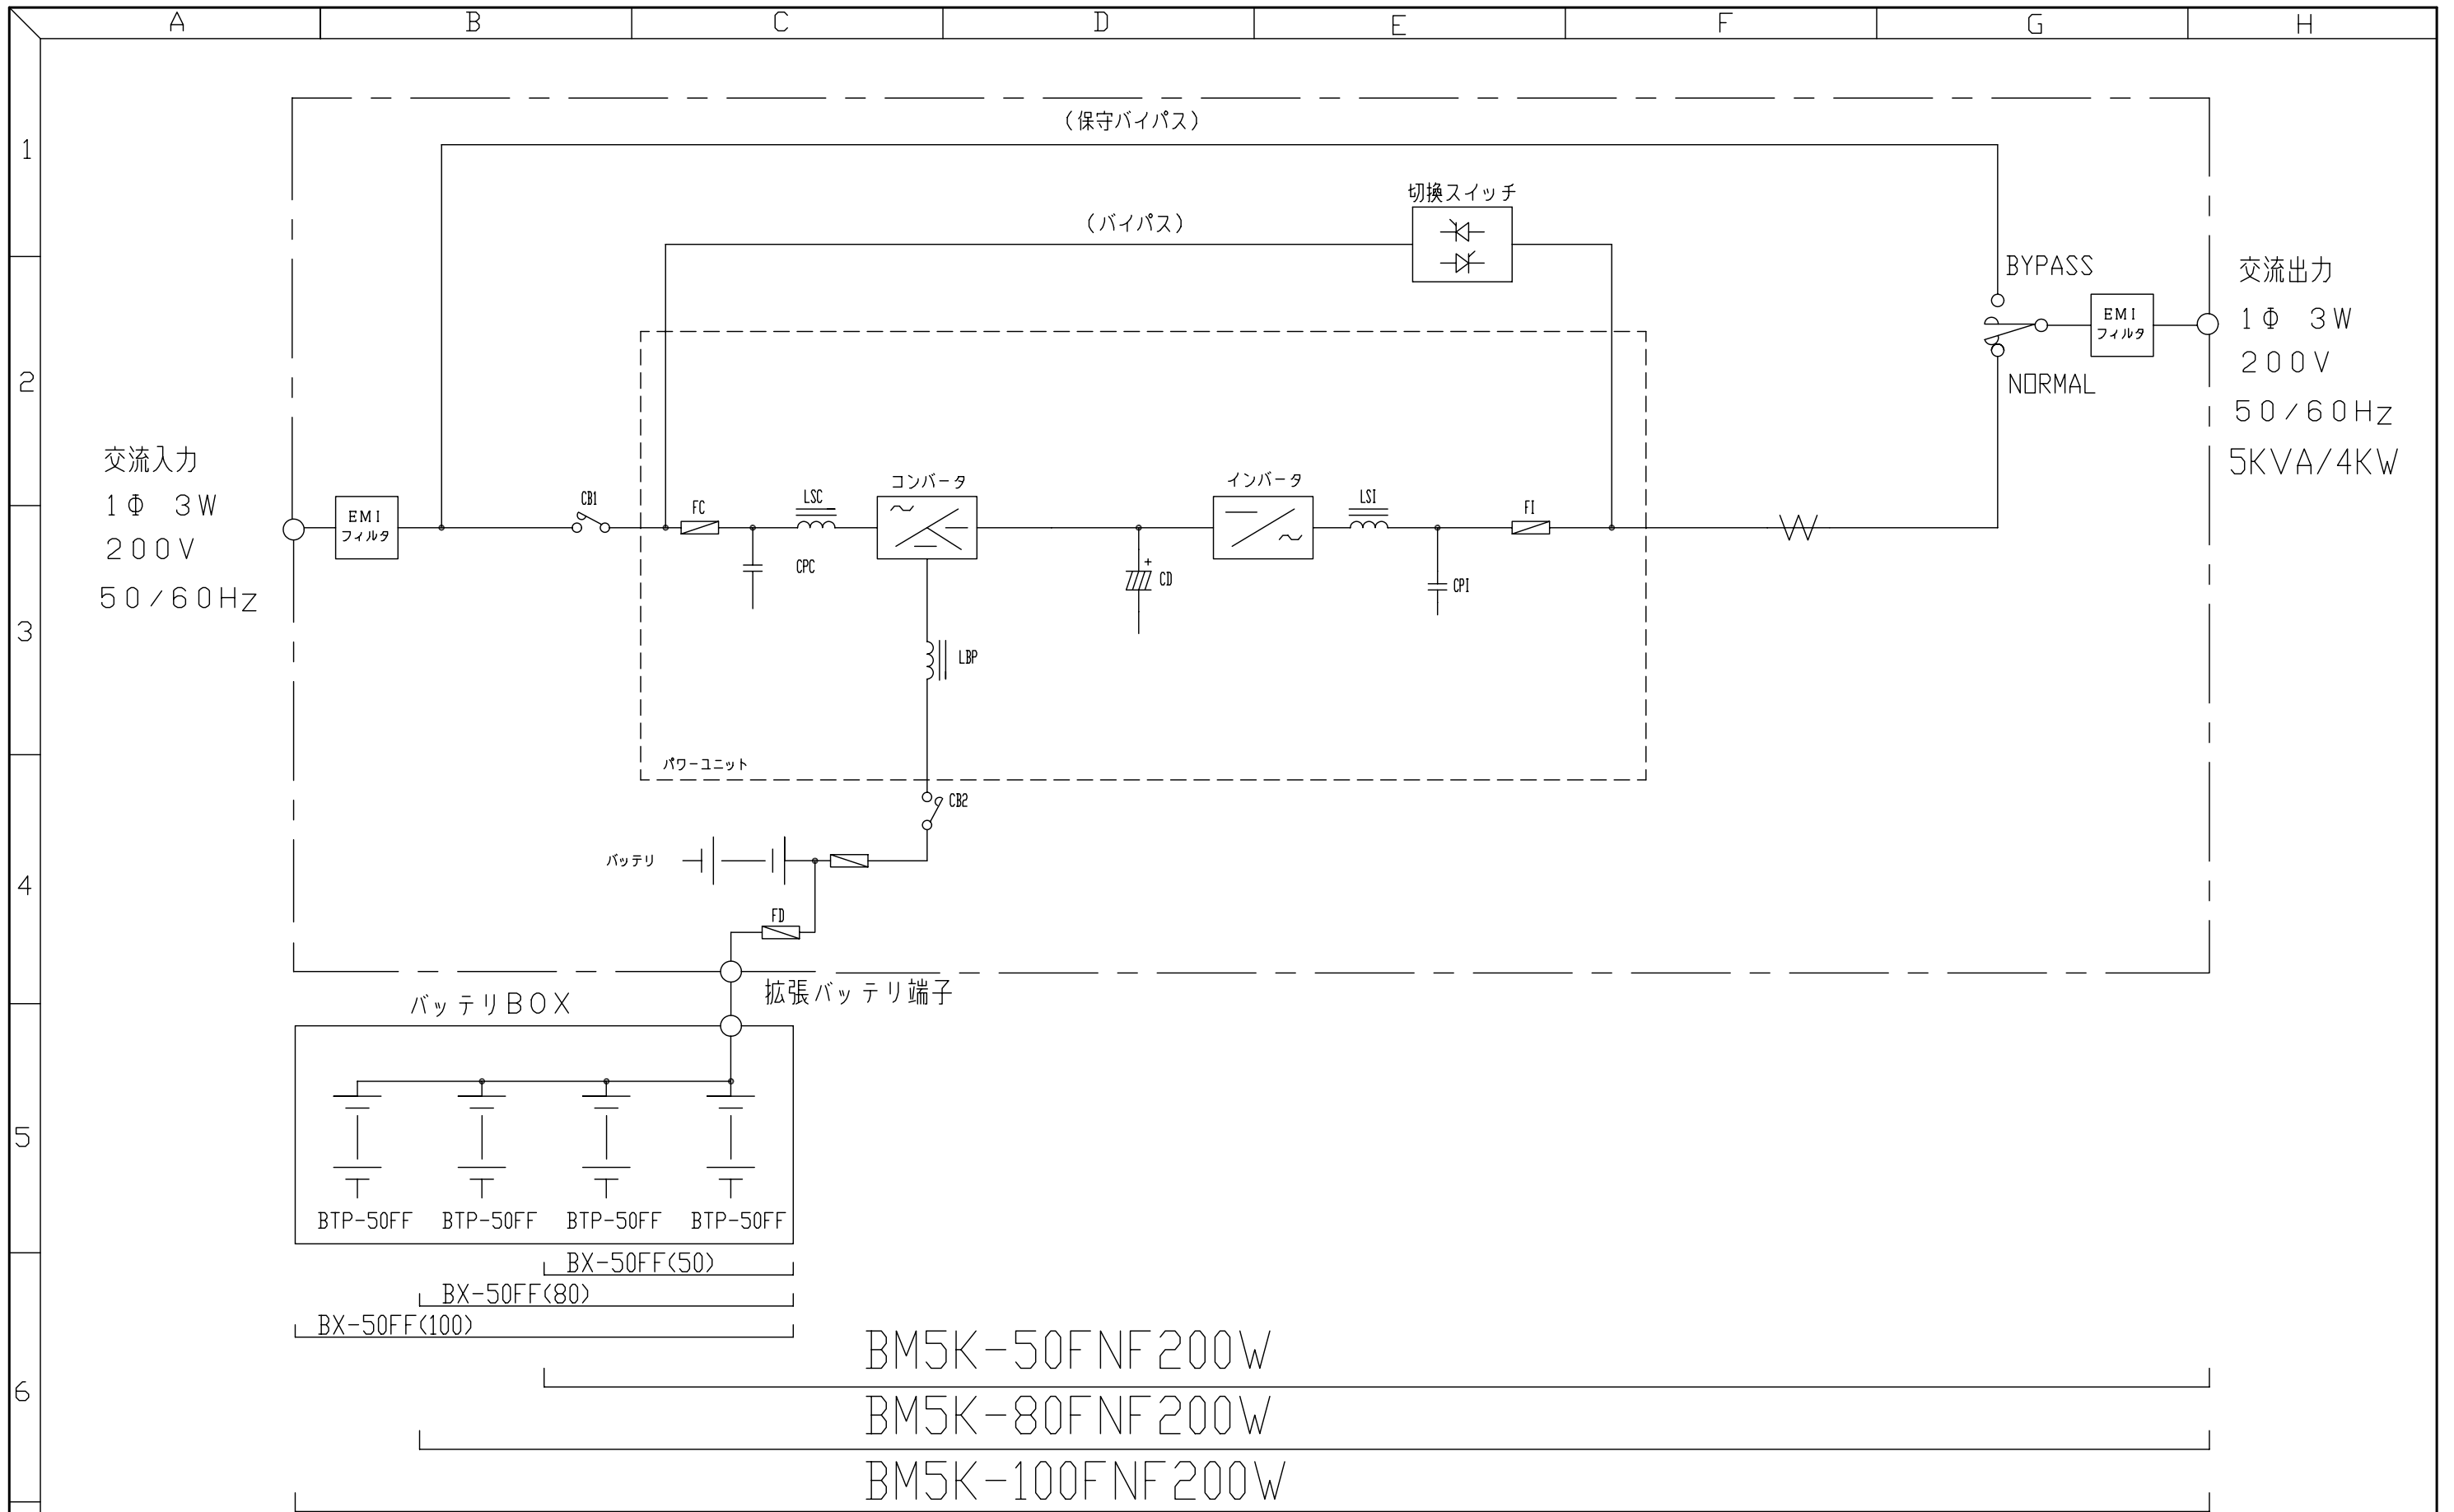 A B C D E F G H
1
(保守バイパス)
切換スイッチ
(バイパス)
BYPASS
交流出力
EMI
フィルタ
1Φ 3W
2
200V
NORMAL
50/60Hz
5KVA/4KW
交流入力
1Φ 3W
200V
50/60Hz
EMI
フィルタ
CB1
FC
LSC
コンバータ
インバータ
LSI
FI
CPC
CD
+
CPI
3
LBP
パワーユニット
CB2
バッテリ
4
FD
拡張バッテリ端子
バッテリBOX
5
BTP-50FF BTP-50FF BTP-50FF BTP-50FF
BX-50FF(50)
BX-50FF(80)
BX-50FF(100)
BM5K-50FNF200W
6
BM5K-80FNF200W
BM5K-100FNF200W